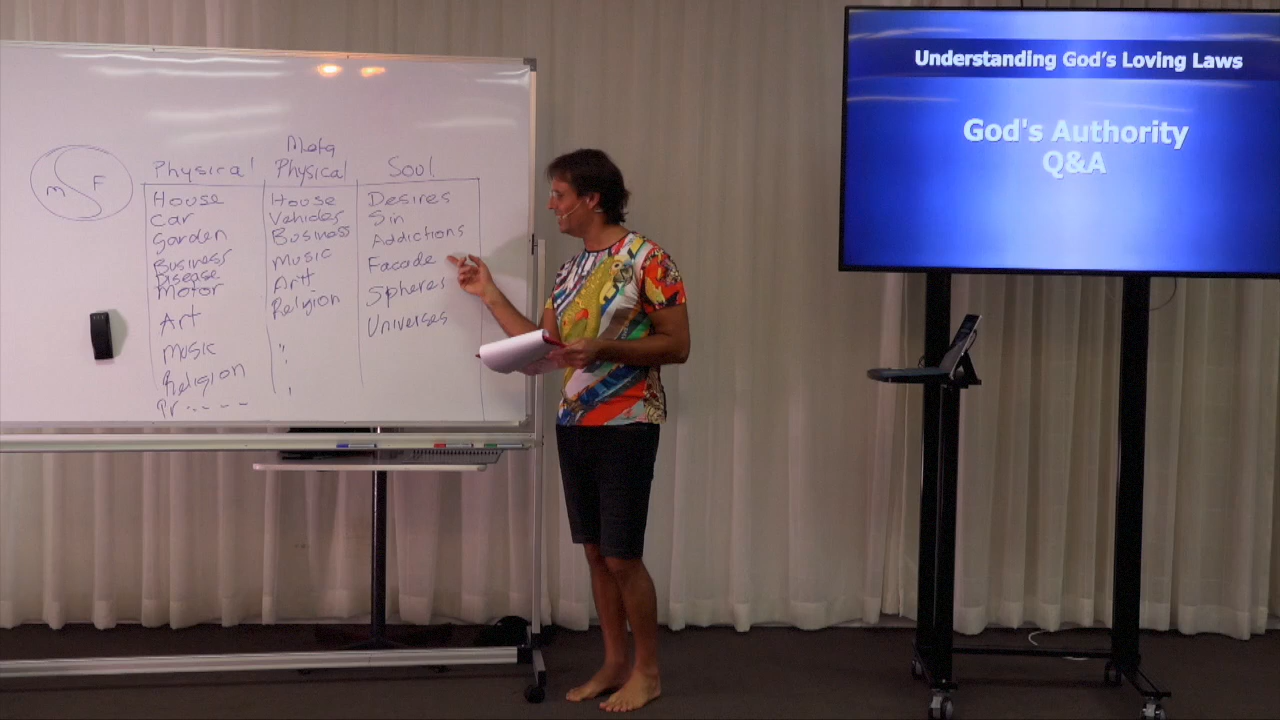 Understanding God's Loving Laws
God's Authority
Q&A
M F
Physical
House
Car
Garden
Business
Disease
Motor
Art
Music
Religion
Pr - - - -
Meta
Physical
House
Vehicles
Business
Music
Art
Religion
"
Soul
Desires
Sin
Addictions
Facade
Spheres
Universes